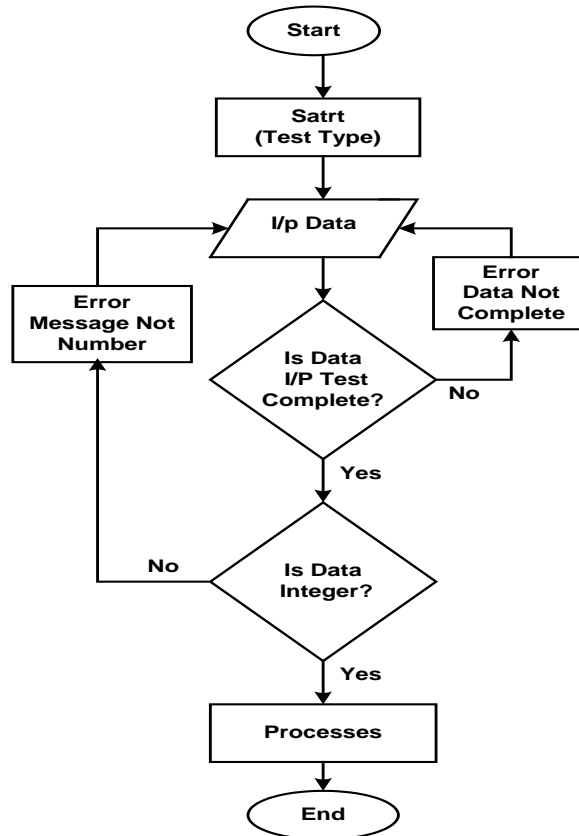 Start
Satrt
(Test Type)
I/p Data
Error
Message Not
Number
Error
Data Not
Complete
Is Data
I/P Test
Complete?
No
Yes
No
Is Data
Integer?
Yes
Processes
End